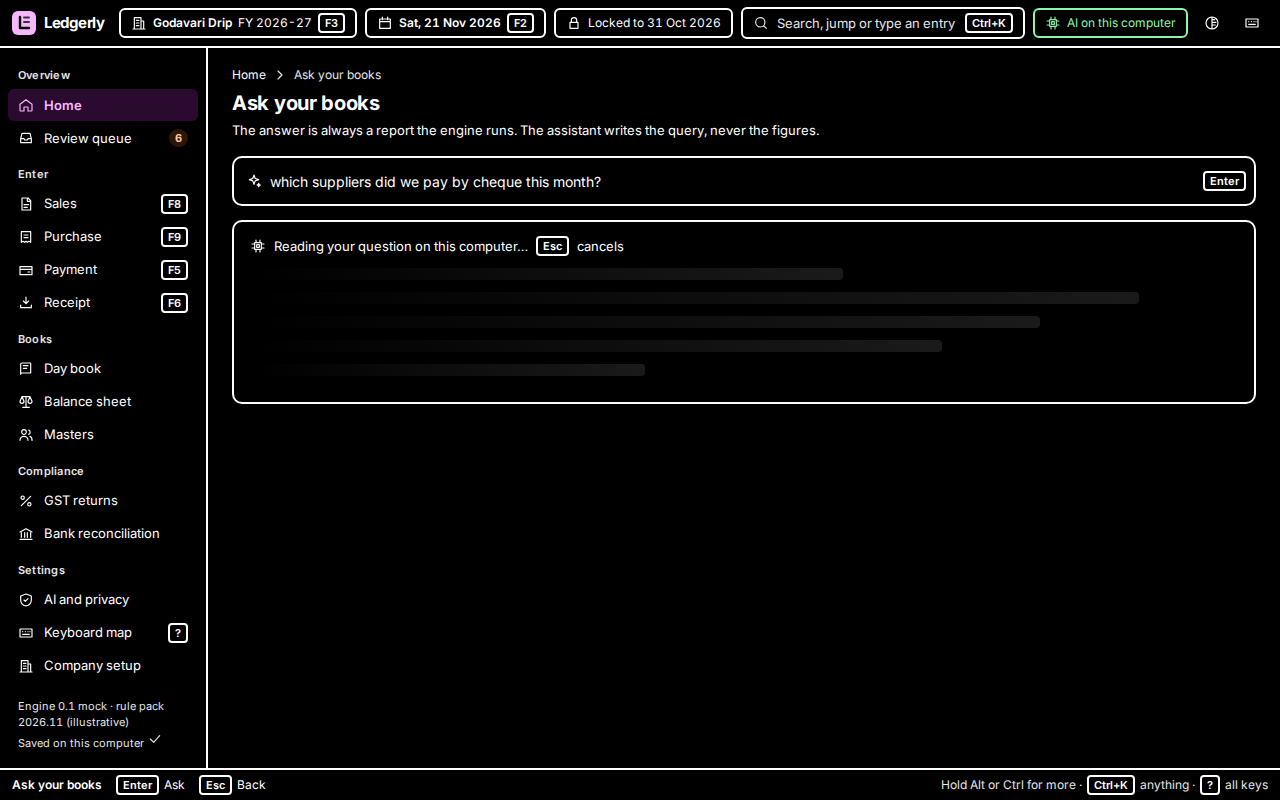 Ledgerly
Godavari Drip FY 2026-27 F3
Sat, 21 Nov 2026 F2
Locked to 31 Oct 2026
Search, jump or type an entry Ctrl+K
AI on this computer
Overview
Home
Review queue 6
Enter
Sales F8
Purchase F9
Payment F5
Receipt F6
Books
Day book
Balance sheet
Masters
Compliance
GST returns
Bank reconciliation
Settings
AI and privacy
Keyboard map ?
Company setup
Engine 0.1 mock · rule pack
2026.11 (illustrative)
Saved on this computer
Home > Ask your books
Ask your books
The answer is always a report the engine runs. The assistant writes the query, never the figures.
which suppliers did we pay by cheque this month? Enter
Reading your question on this computer... Esc cancels
Ask your books Enter Ask Esc Back
Hold Alt or Ctrl for more · Ctrl+K anything · ? all keys